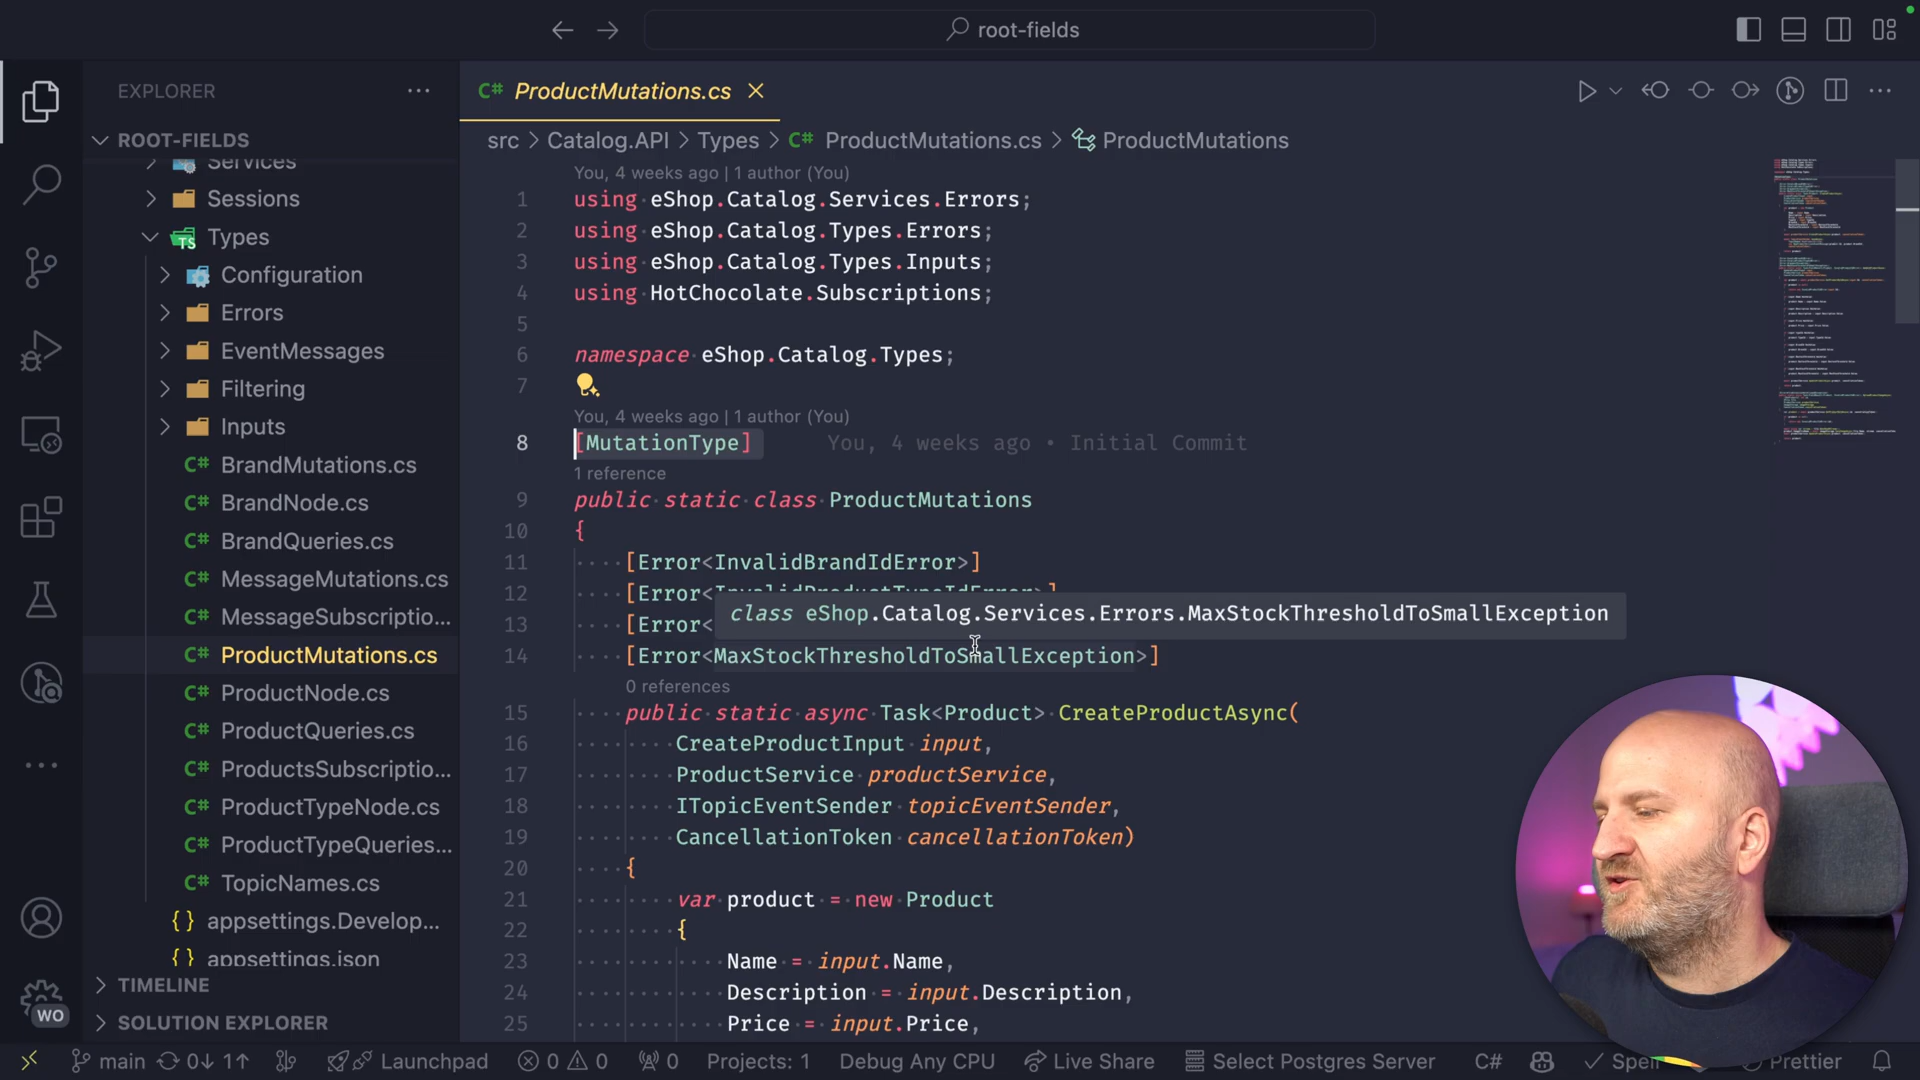 root-fields
EXPLORER
ROOT-FIELDS
Services
Sessions
Types
Configuration
Errors
EventMessages
Filtering
Inputs
C# BrandMutations.cs
C# BrandNode.cs
C# BrandQueries.cs
C# MessageMutations.cs
C# MessageSubscriptio...
C# ProductMutations.cs
C# ProductNode.cs
C# ProductQueries.cs
C# ProductsSubscriptio...
C# ProductTypeNode.cs
C# ProductTypeQueries...
C# TopicNames.cs
{} appsettings.Develop...
{} appsettings.json
TIMELINE
SOLUTION EXPLORER
WO
C# ProductMutations.cs
src > Catalog.API > Types > C# ProductMutations.cs > ProductMutations
You, 4 weeks ago | 1 author (You)
1 using eShop.Catalog.Services.Errors;
2 using eShop.Catalog.Types.Errors;
3 using eShop.Catalog.Types.Inputs;
4 using HotChocolate.Subscriptions;
5
6 namespace eShop.Catalog.Types;
7
You, 4 weeks ago | 1 author (You)
8 [MutationType] You, 4 weeks ago • Initial Commit
1 reference
9 public static class ProductMutations
10 {
11 [Error<InvalidBrandIdError>]
12 [Error<InvalidProductTypeIdError>]
class eShop.Catalog.Services.Errors.MaxStockThresholdToSmallException
13 [Error<
14 [Error<MaxStockThresholdToSmallException>]
0 references
15 public static async Task<Product> CreateProductAsync(
16 CreateProductInput input,
17 ProductService productService,
18 ITopicEventSender topicEventSender,
19 CancellationToken cancellationToken)
20 {
21 var product = new Product
22 {
23 Name = input.Name,
24 Description = input.Description,
25 Price = input.Price,
main 0↓ 1↑ Launchpad 0 0 0 Projects: 1 Debug Any CPU Live Share Select Postgres Server C# Spell Prettier